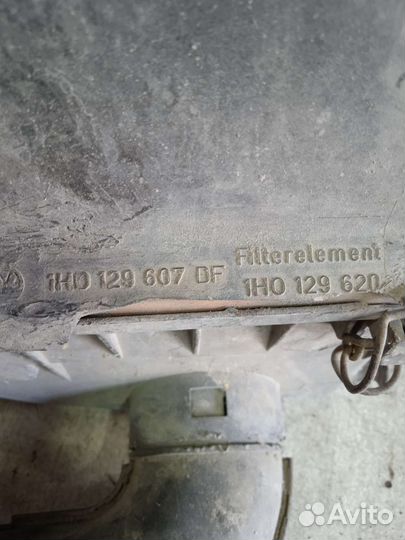 Filterelement
1H0 129 607 DF
1H0 129 620
Avito